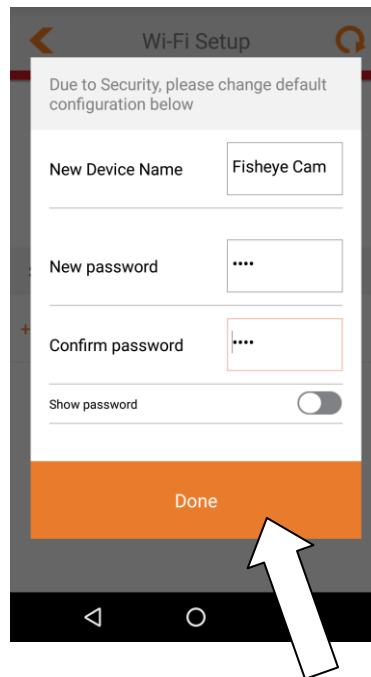 Wi-Fi Setup
Due to Security, please change default
configuration below
New Device Name
Fisheye Cam
New password
••••
Confirm password
••••
Show password
Done